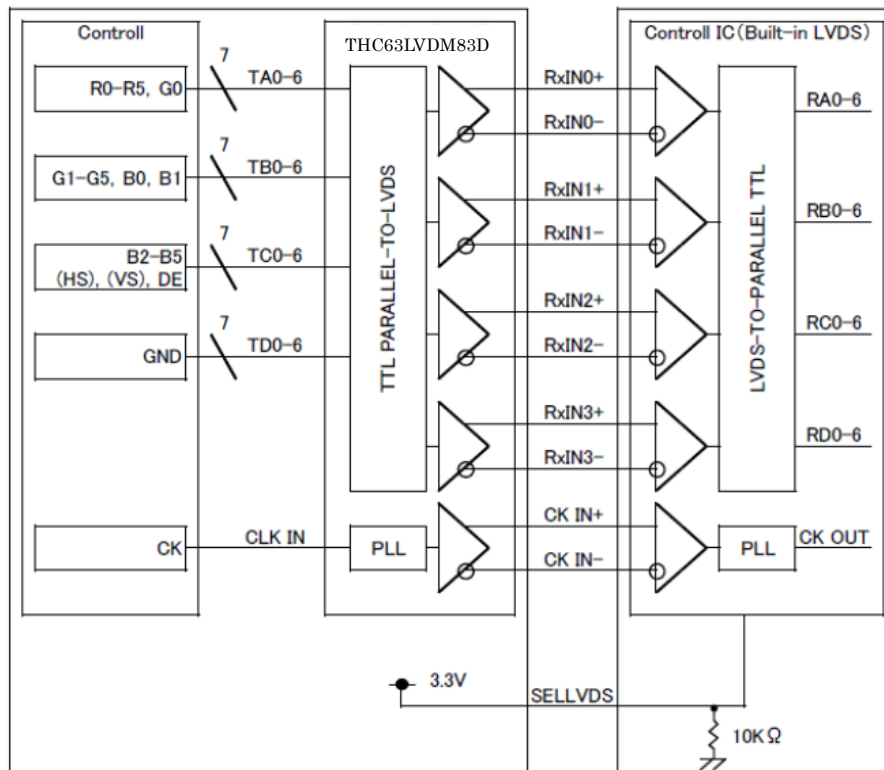 Controll
THC63LVDM83D
Controll IC(Built-in LVDS)
R0-R5, G0
7
TA0-6
RxIN0+
RxIN0-
RA0-6
G1-G5, B0, B1
7
TB0-6
RxIN1+
RxIN1-
RB0-6
B2-B5
(HS), (VS), DE
7
TC0-6
RxIN2+
RxIN2-
RC0-6
GND
7
TD0-6
RxIN3+
RxIN3-
RD0-6
TTL PARALLEL-TO-LVDS
LVDS-TO-PARALLEL TTL
CK
CLK IN
PLL
CK IN+
CK IN-
PLL
CK OUT
3.3V
SELLVDS
10KΩ